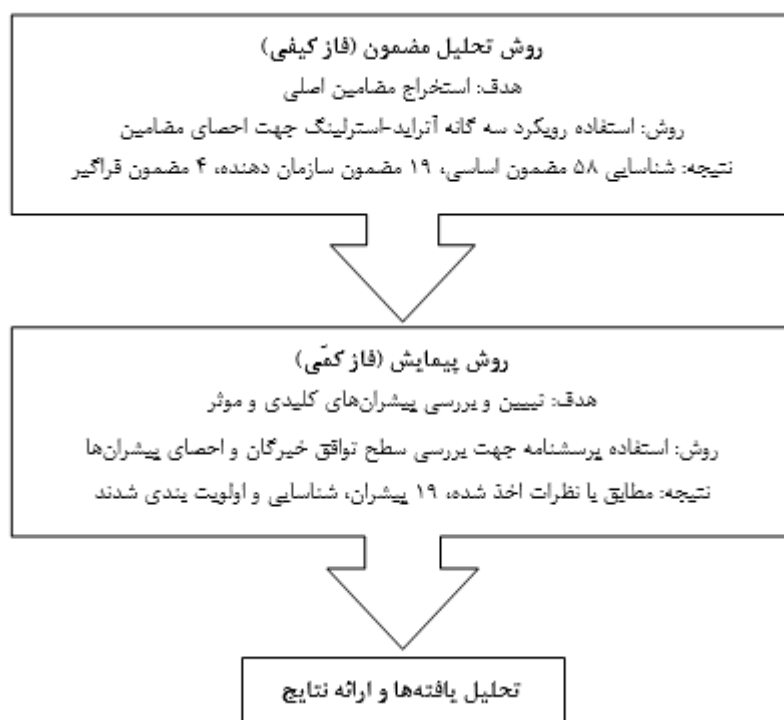 روش تحلیل مضمون (فاز کیفی)
هدف: استخراج مضامین اصلی
روش: استفاده رویکرد سه گانه آتراید-استرلینگ جهت احصای مضامین
نتیجه: شناسایی ۵۸ مضمون اساسی، ۱۹ مضمون سازمان دهنده، ۴ مضمون فراگیر
روش پیمایش (فاز کمّی)
هدف: تبیین و بررسی پیشران‌های کلیدی و موثر
روش: استفاده پرسشنامه جهت بررسی سطح توافق خبرگان و احصای پیشران‌ها
نتیجه: مطابق با نظرات اخذ شده، ۱۹ پیشران، شناسایی و اولویت بندی شدند
تحلیل یافته‌ها و ارائه نتایج